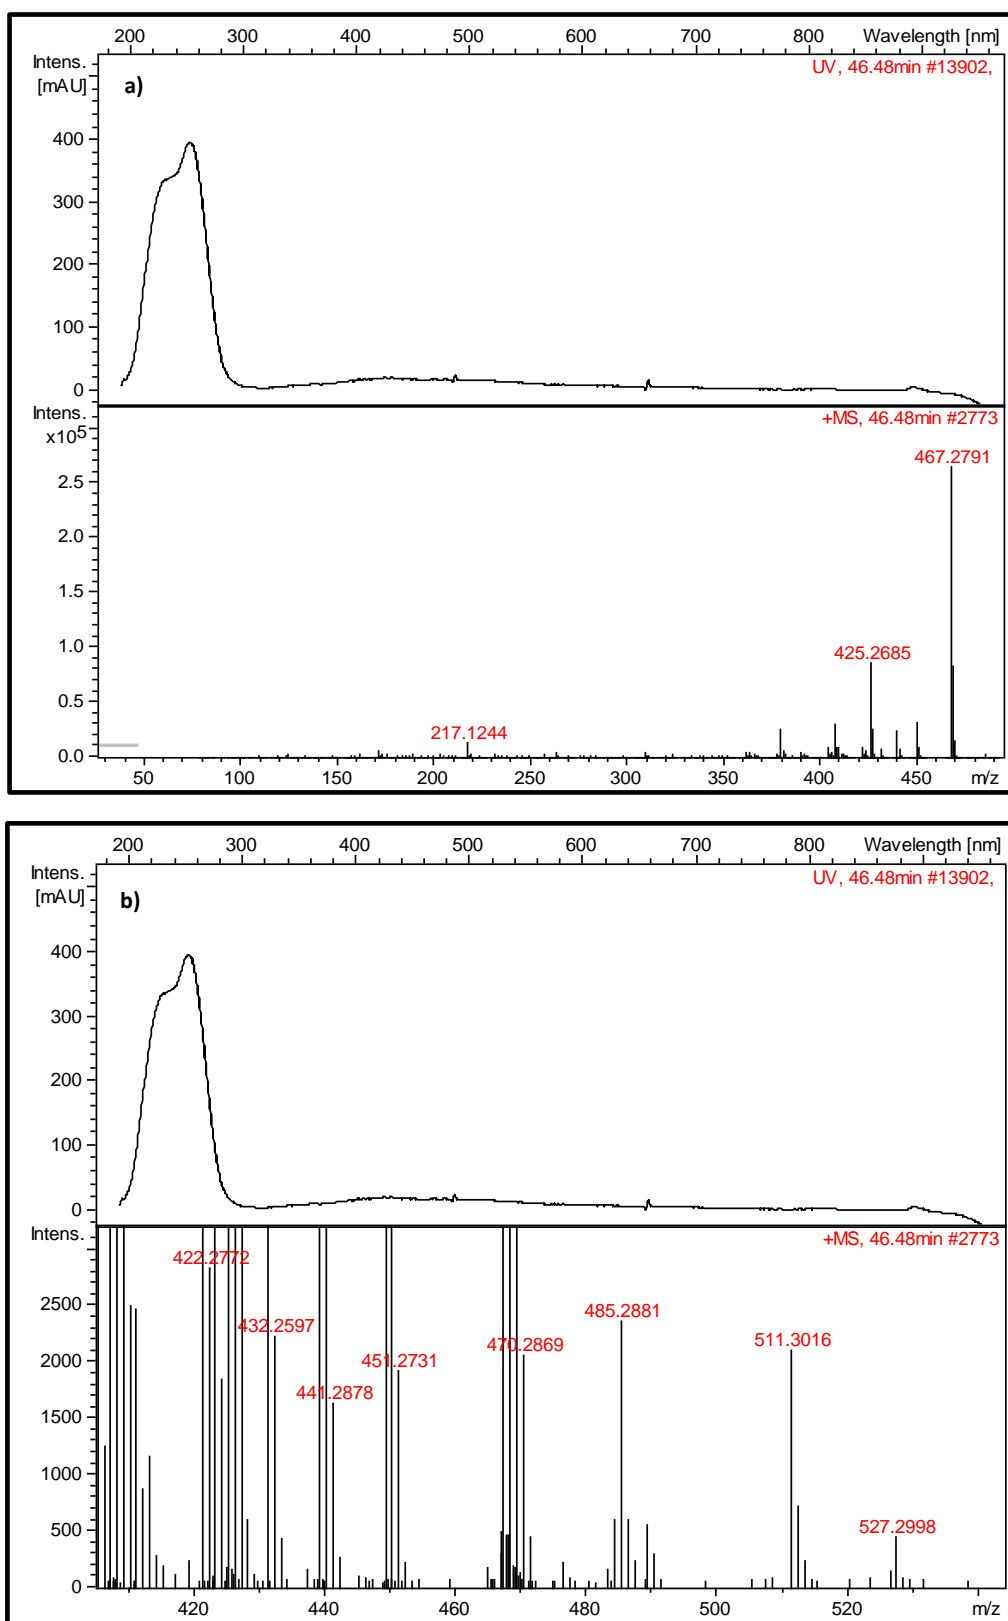 200 300 400 500 600 700 800 Wavelength [nm]
Intens.
[mAU]
a)
UV, 46.48min #13902,
400
300
200
100
0
Intens.
x10⁵
+MS, 46.48min #2773
467.2791
2.5
2.0
1.5
1.0
425.2685
0.5
217.1244
0.0
50 100 150 200 250 300 350 400 450 m/z
200 300 400 500 600 700 800 Wavelength [nm]
Intens.
[mAU]
b)
UV, 46.48min #13902,
400
300
200
100
0
Intens.
+MS, 46.48min #2773
422.2772
2500
485.2881
432.2597
511.3016
470.2869
2000
451.2731
441.2878
1500
1000
527.2998
500
0
420 440 460 480 500 520 m/z